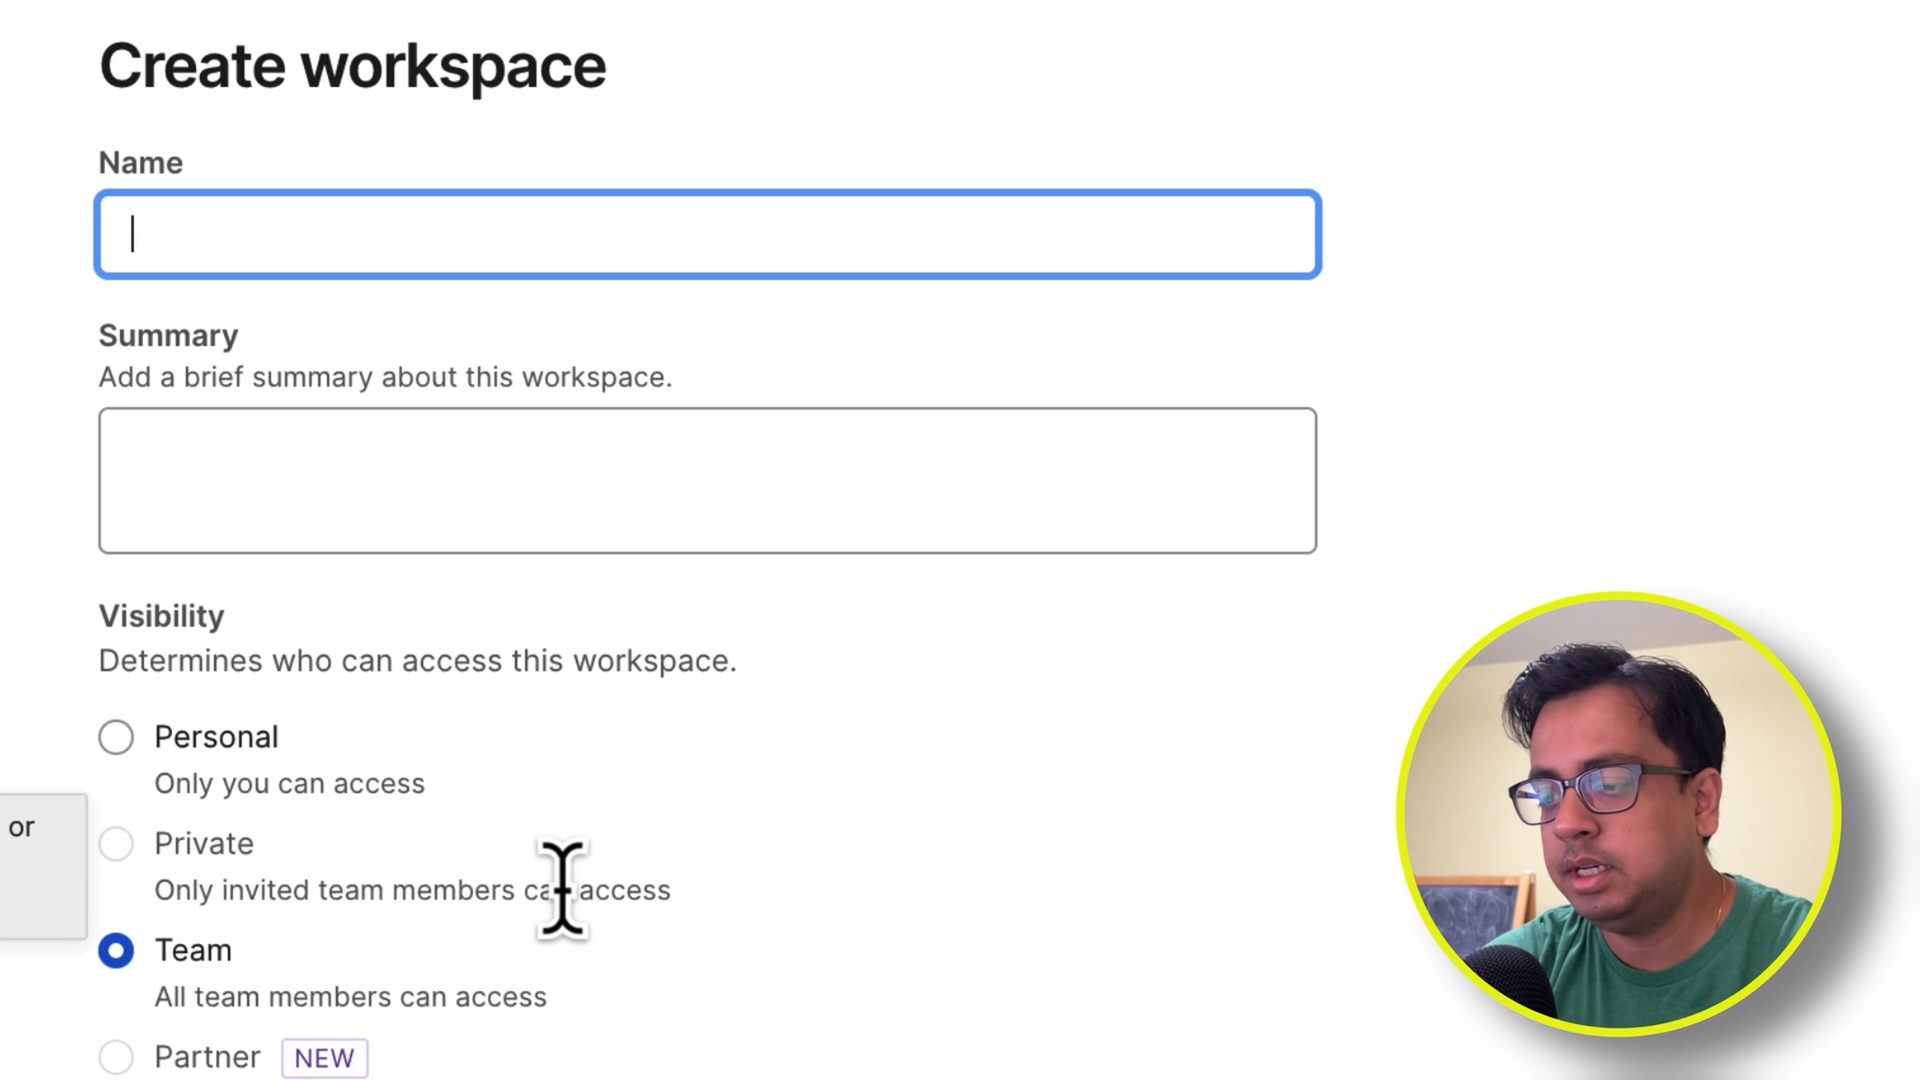 Create workspace
Name
Summary
Add a brief summary about this workspace.
Visibility
Determines who can access this workspace.
Personal
Only you can access
or
Private
Only invited team members can access
Team
All team members can access
Partner NEW